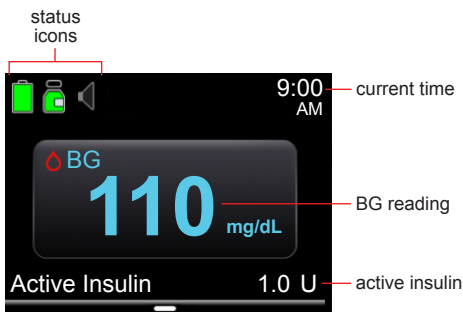 status
icons
9:00
AM
current time
BG
110 mg/dL
BG reading
Active Insulin 1.0 U
active insulin